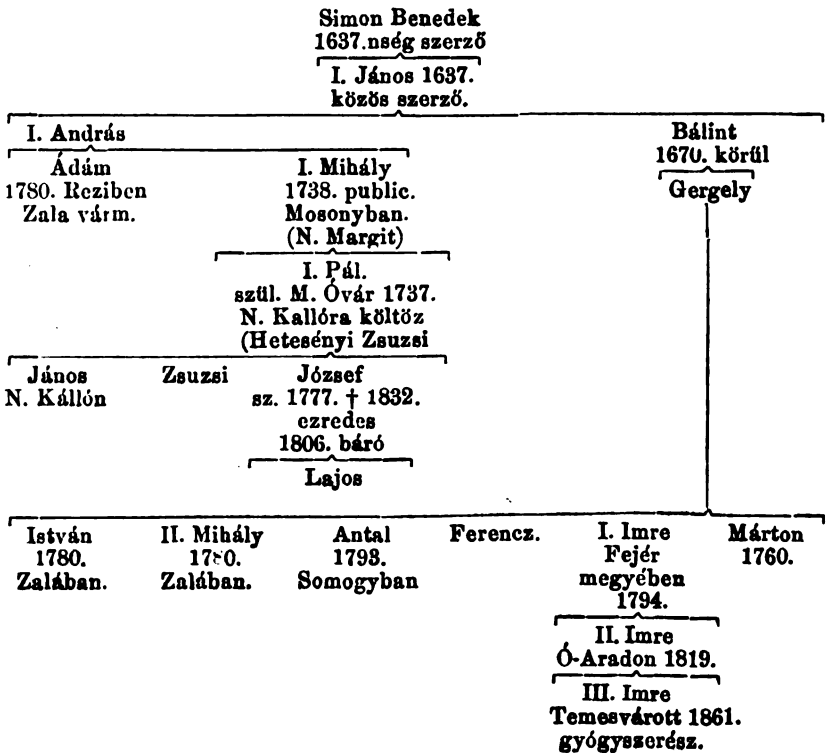 Simon Benedek
1637.nség szerző
I. János 1637.
közös szerző.
I. András
Bálint
1670. körül
Gergely
Ádám
1780. Reziben
Zala várm.
I. Mihály
1738. public.
Mosonyban.
(N. Margit)
I. Pál.
szül. M. Óvár 1737.
N. Kallóra költöz
(Hetesényi Zsuzsi
János
N. Kállón
Zsuzsi
József
sz. 1777. † 1832.
ezredes
1806. báró
Lajos
István
1780.
Zalában.
II. Mihály
1780.
Zalában.
Antal
1793.
Somogyban
Ferencz.
I. Imre
Fejér
megyében
1794.
Márton
1760.
II. Imre
Ó-Aradon 1819.
III. Imre
Temesvárott 1861.
gyógyszerész.